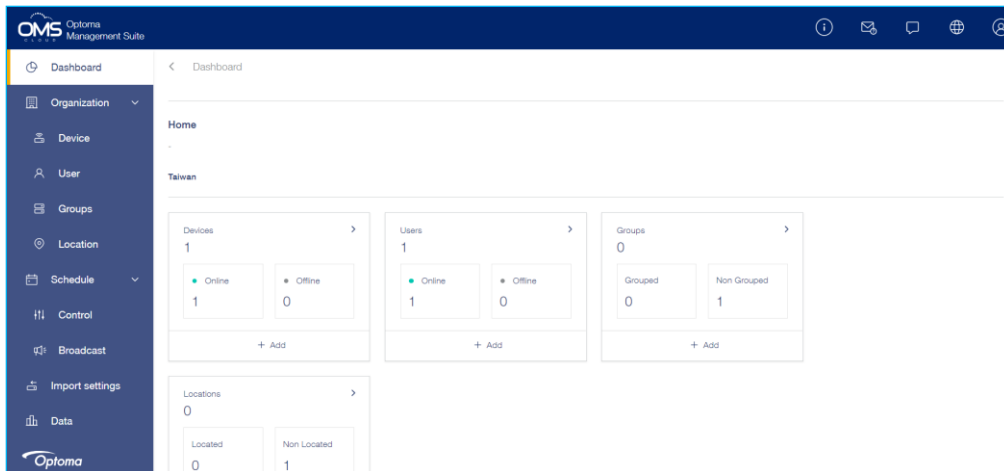 OMS Optoma
CLOUD Management Suite
Dashboard
Organization
Device
User
Groups
Location
Schedule
Control
Broadcast
Import settings
Data
Optoma
< Dashboard
Home
-
Taiwan
Devices >
1
Online
1
Offline
0
+ Add
Users >
1
Online
1
Offline
0
+ Add
Groups >
0
Grouped
0
Non Grouped
1
+ Add
Locations >
0
Located
0
Non Located
1